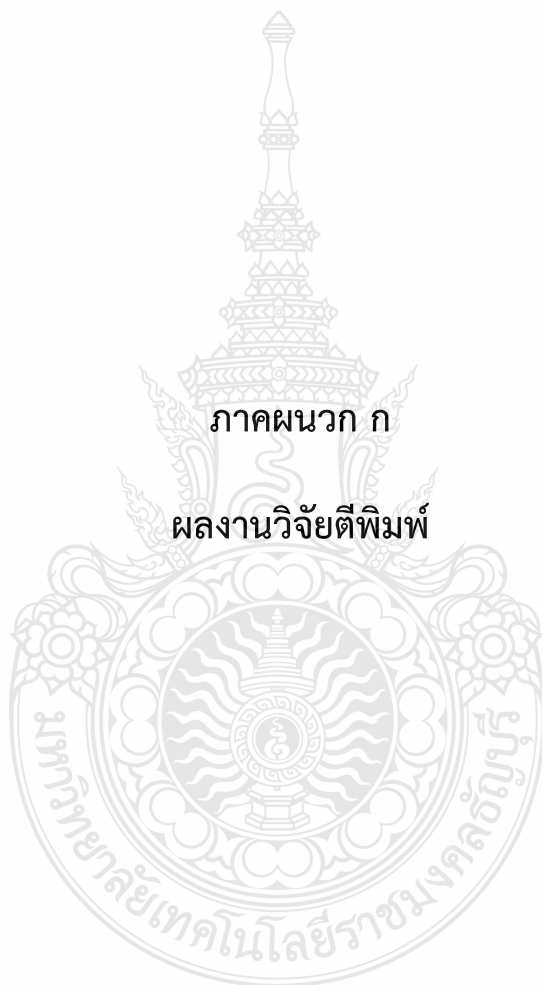 ภาคผนวก ก
ผลงานวิจัยตีพิมพ์
มหาวิทยาลัยเทคโนโลยีราชมงคลธัญบุรี